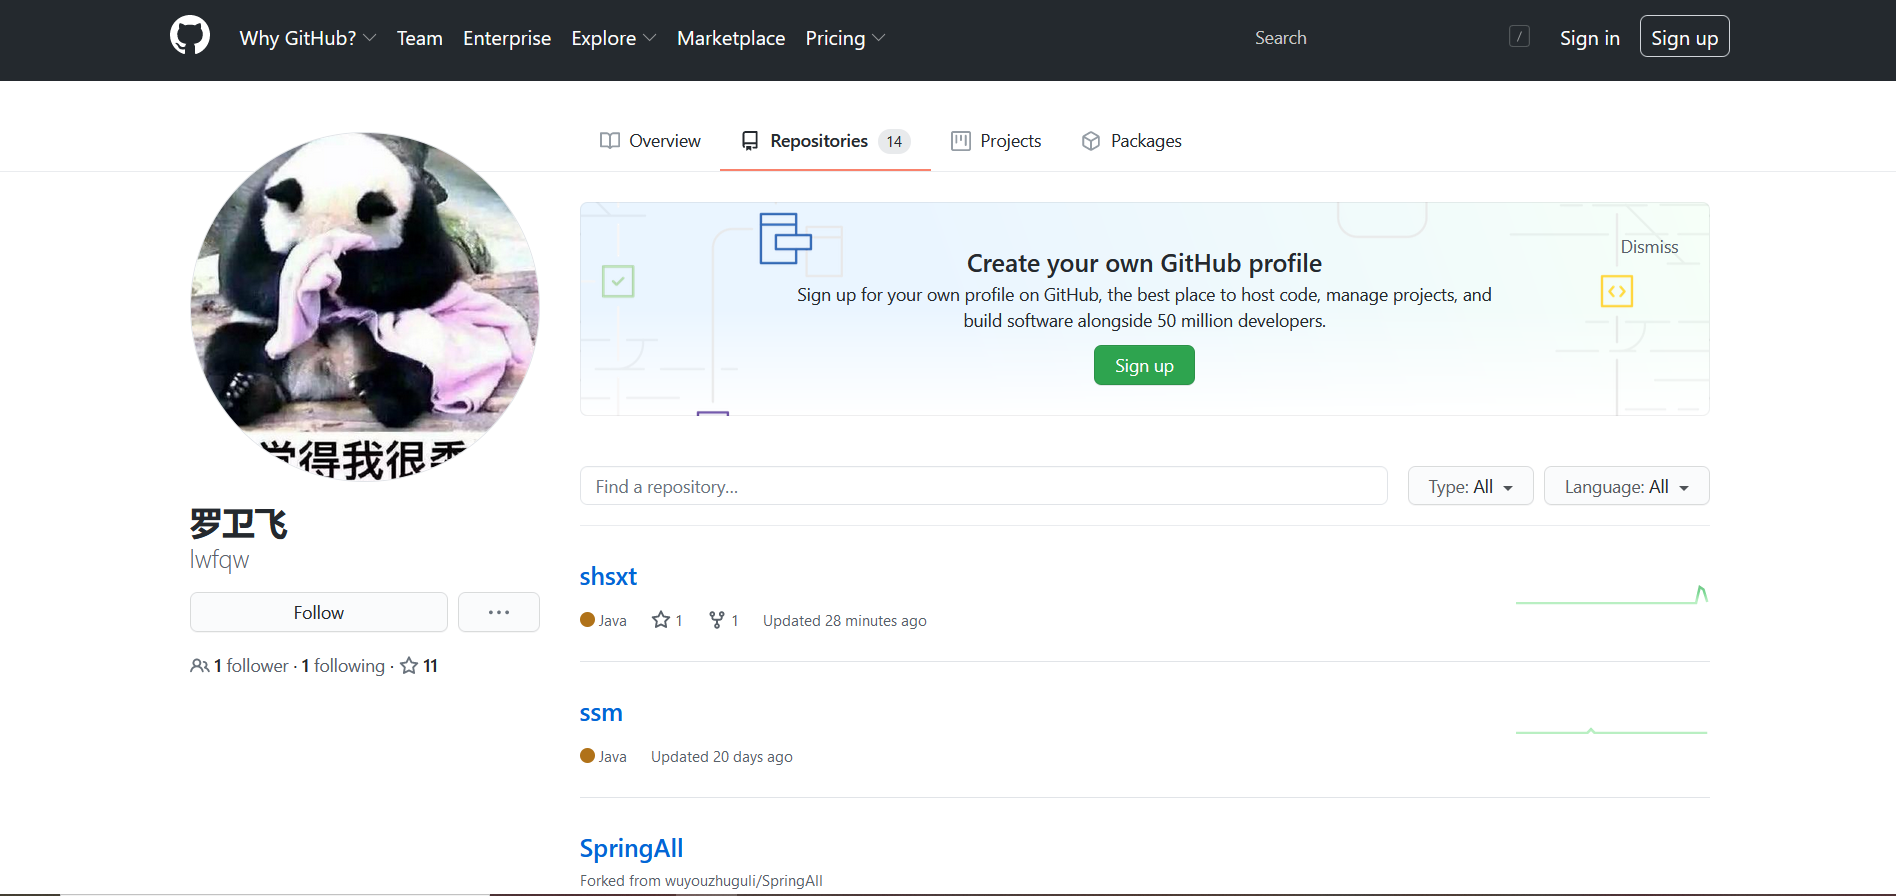 Why GitHub? Team Enterprise Explore Marketplace Pricing Search / Sign in Sign up
Overview Repositories 14 Projects Packages
Dismiss
Create your own GitHub profile
Sign up for your own profile on GitHub, the best place to host code, manage projects, and
build software alongside 50 million developers.
Sign up
得我很
罗卫飞
lwfqw
Follow ...
1 follower · 1 following · 11
Find a repository... Type: All Language: All
shsxt
Java 1 1 Updated 28 minutes ago
ssm
Java Updated 20 days ago
SpringAll
Forked from wuyouzhuguli/SpringAll